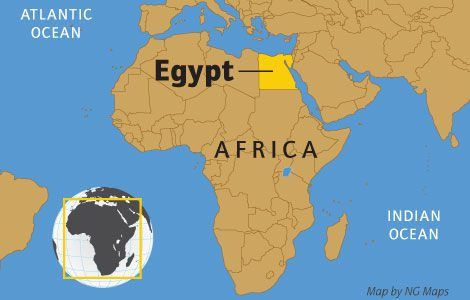 ATLANTIC
OCEAN
Egypt
AFRICA
INDIAN
OCEAN
Map by NG Maps